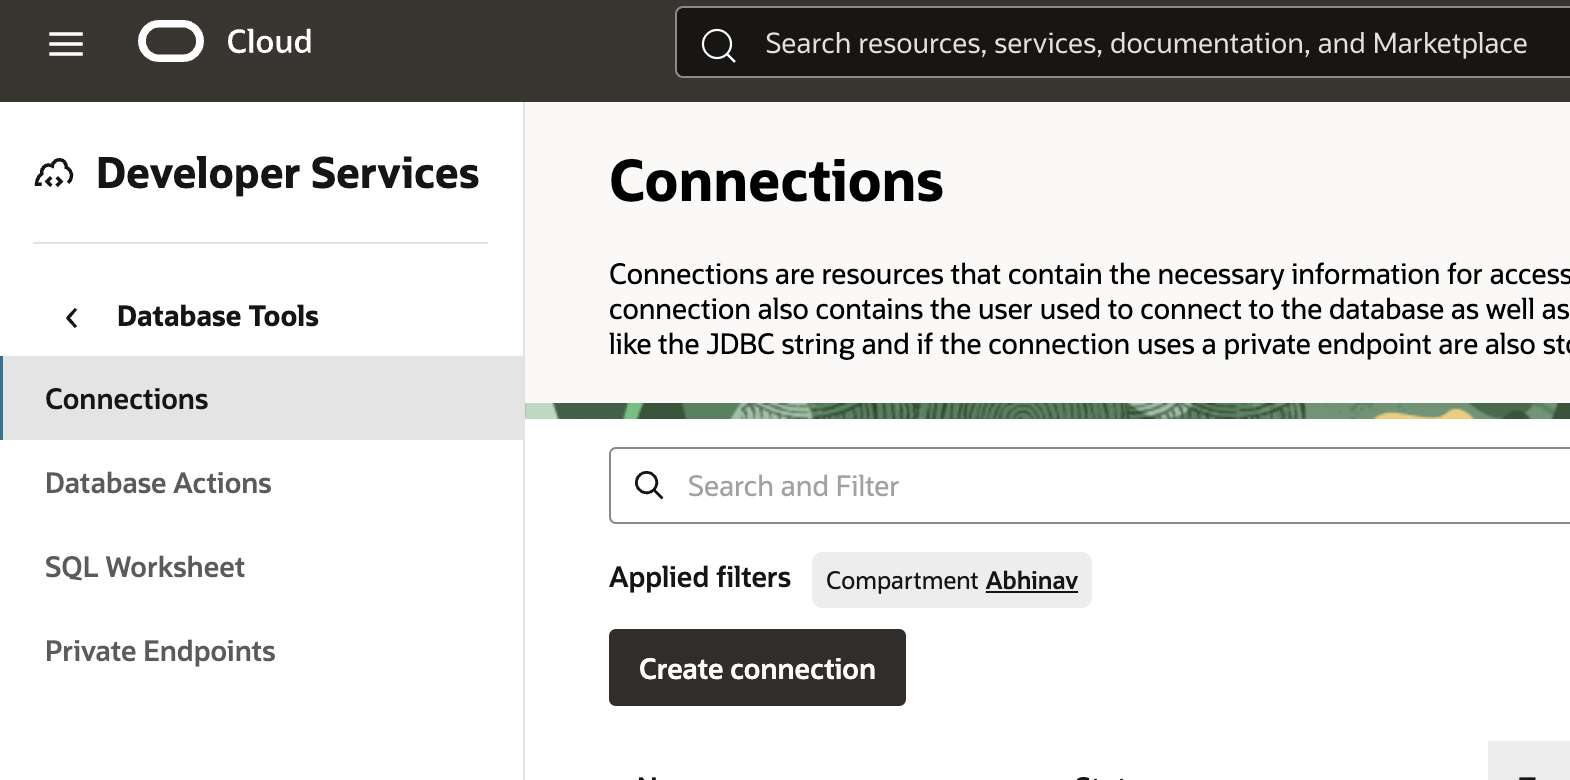 Cloud
Search resources, services, documentation, and Marketplace
Developer Services
Database Tools
Connections
Database Actions
SQL Worksheet
Private Endpoints
Connections
Connections are resources that contain the necessary information for access
connection also contains the user used to connect to the database as well as
like the JDBC string and if the connection uses a private endpoint are also sto
Search and Filter
Applied filters
Compartment Abhinav
Create connection